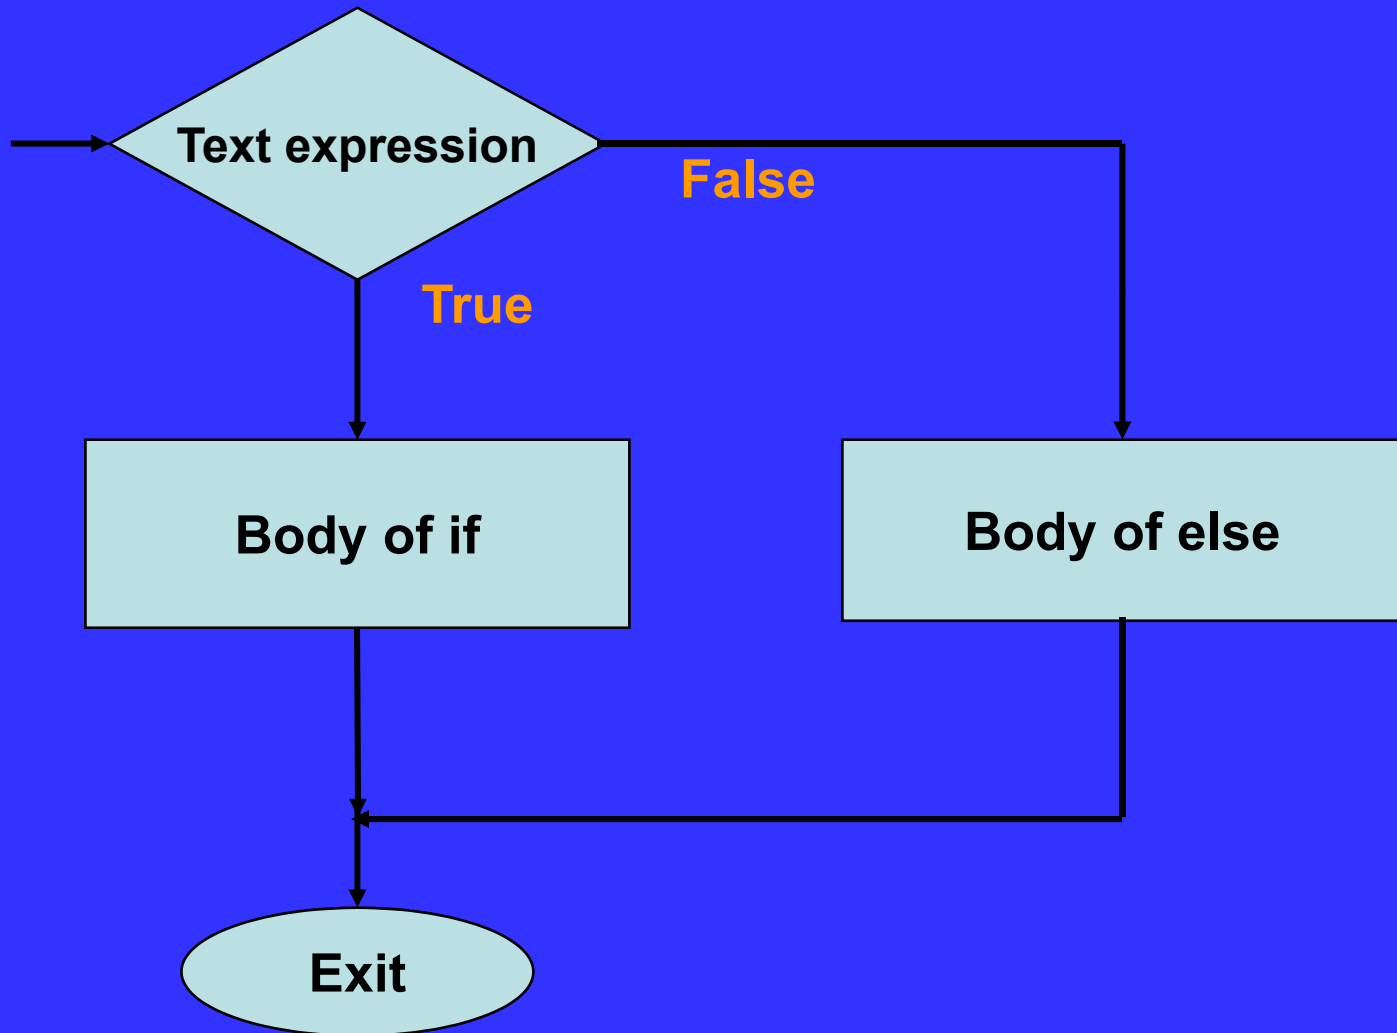 Text expression
False
True
Body of if
Body of else
Exit